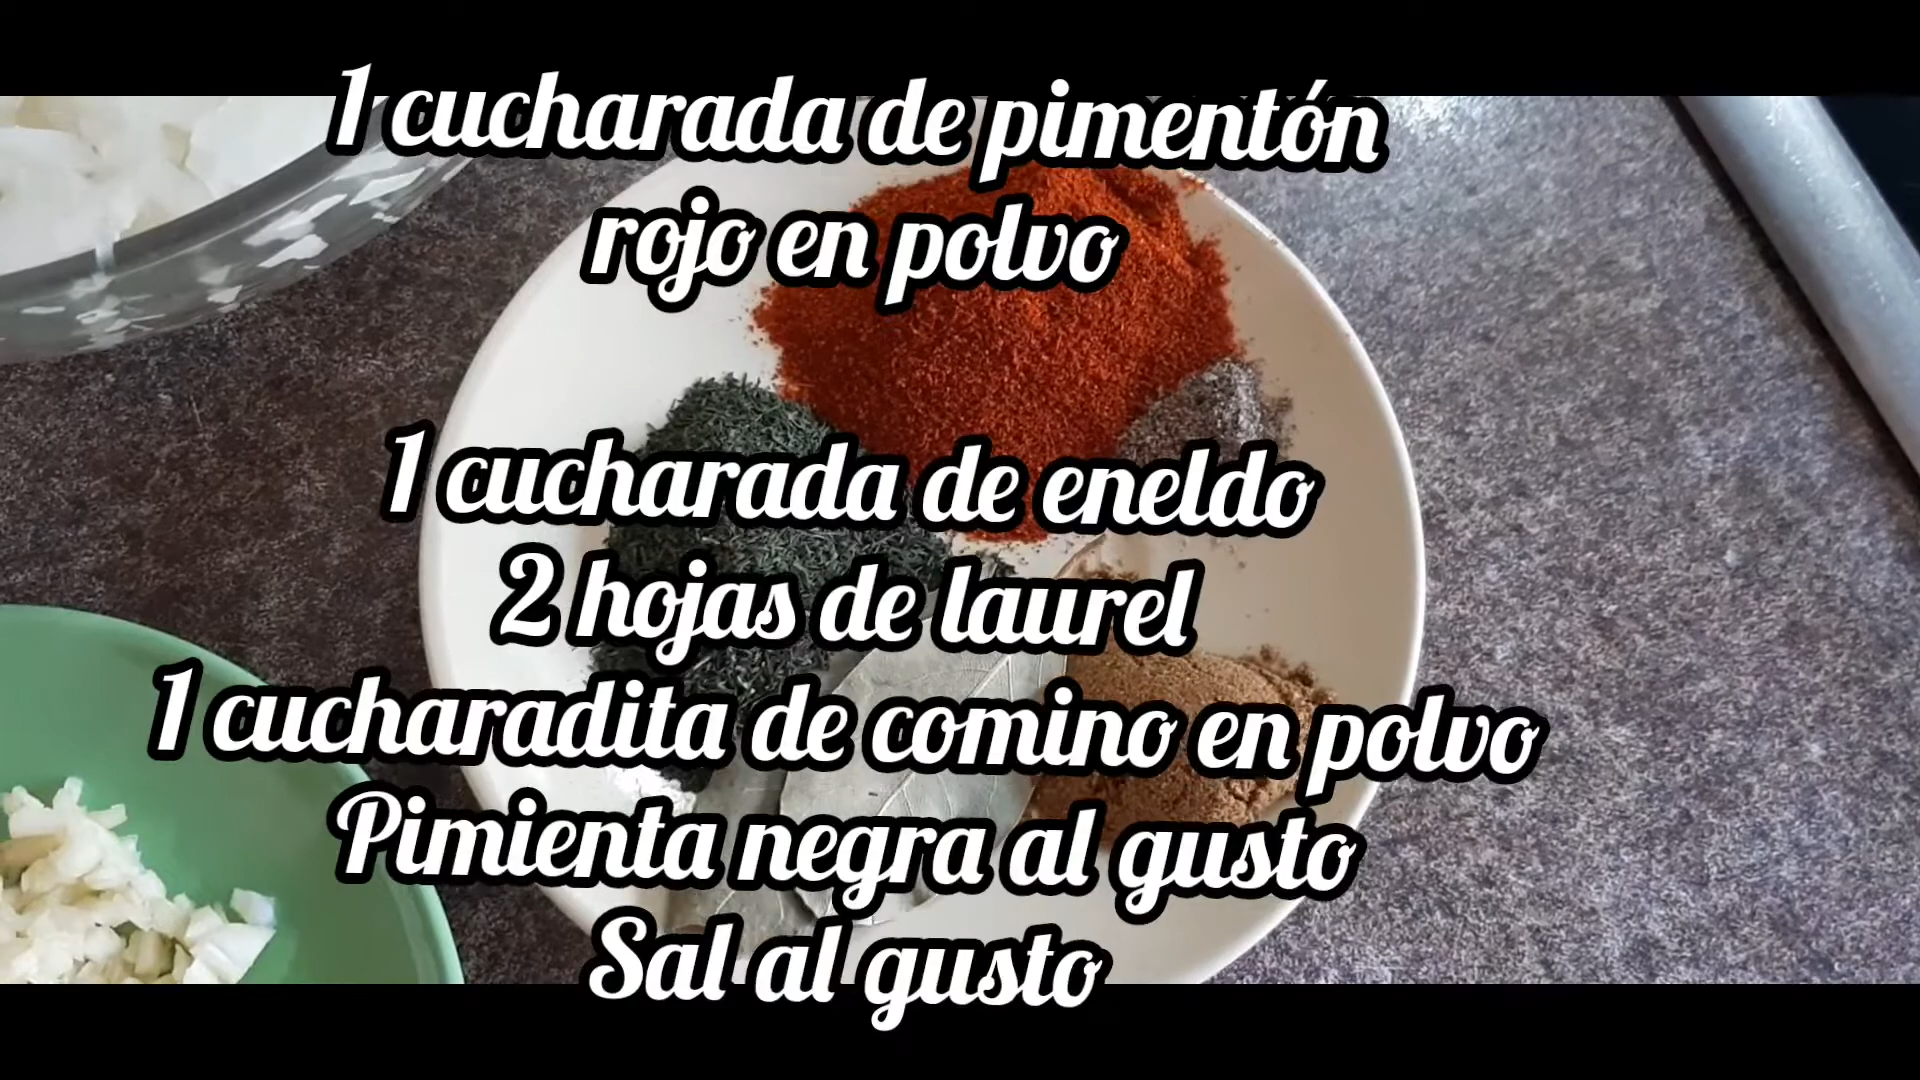 1 cucharada de pimentón
rojo en polvo
1 cucharada de eneldo
2 hojas de laurel
1 cucharadita de comino en polvo
Pimienta negra al gusto
Sal al gusto